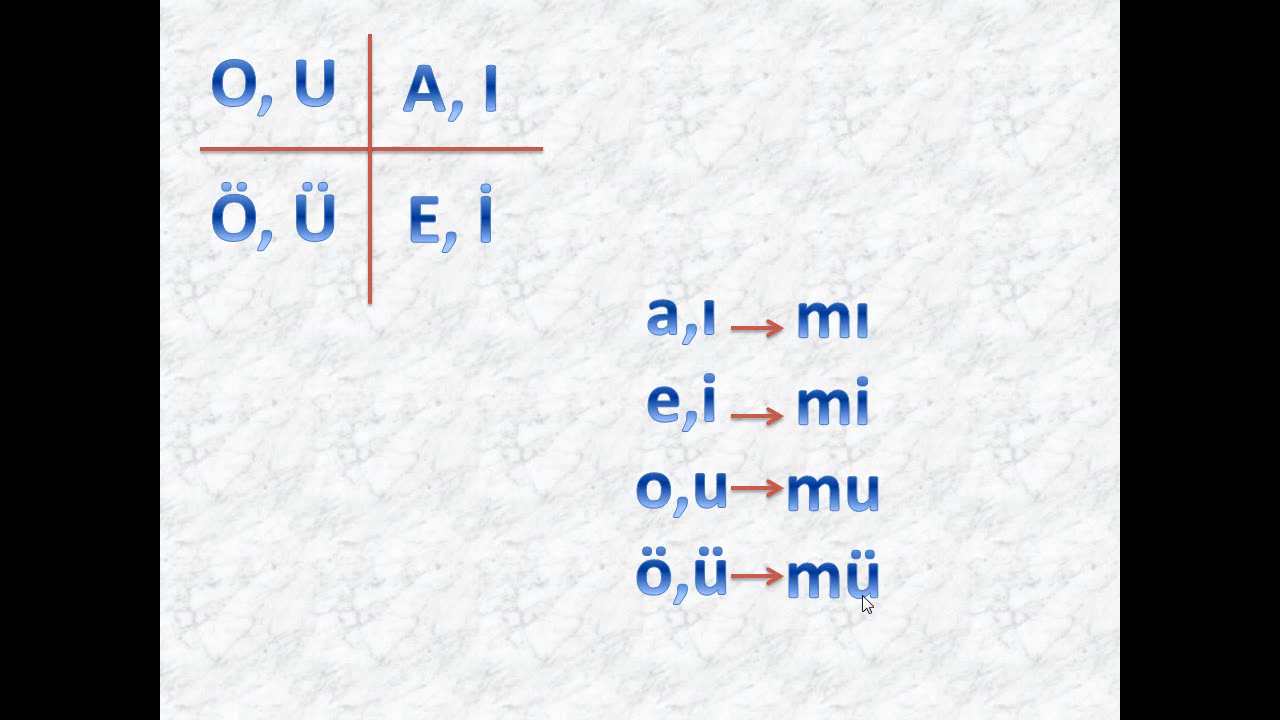 O, U A, I
Ö, Ü E, İ
a,ı → mı
e,i → mi
o,u → mu
ö,ü → mü